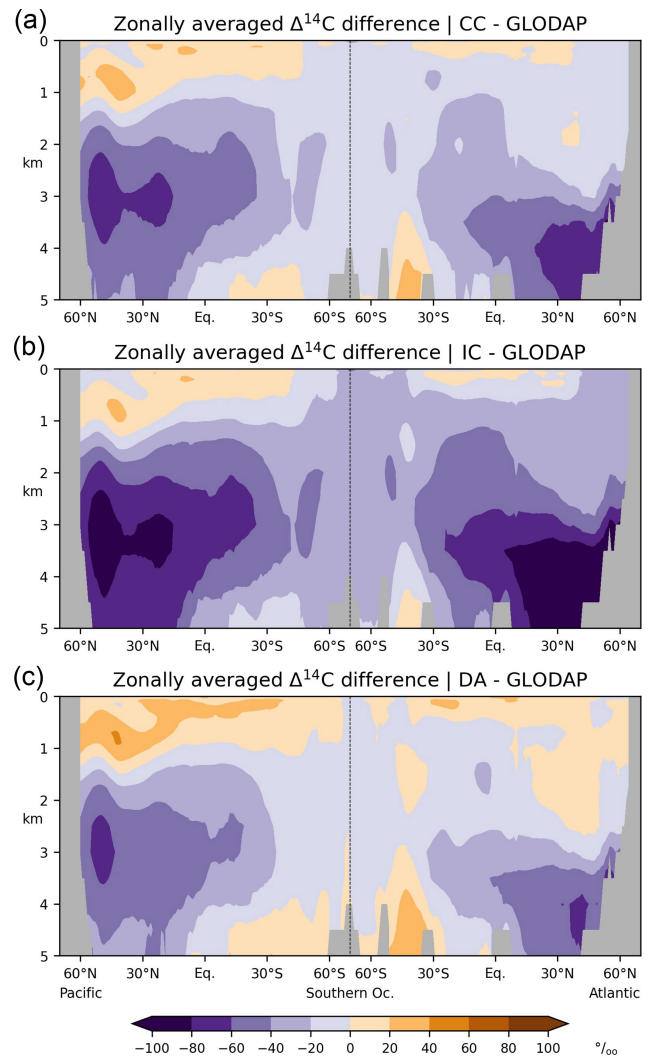 (a) Zonally averaged Δ¹⁴C difference | CC - GLODAP
0
1
2
km
3
4
5
60°N 30°N Eq. 30°S 60°S 60°S 30°S Eq. 30°N 60°N
(b) Zonally averaged Δ¹⁴C difference | IC - GLODAP
0
1
2
km
3
4
5
60°N 30°N Eq. 30°S 60°S 60°S 30°S Eq. 30°N 60°N
(c) Zonally averaged Δ¹⁴C difference | DA - GLODAP
0
1
2
km
3
4
5
60°N 30°N Eq. 30°S 60°S 60°S 30°S Eq. 30°N 60°N
Pacific Southern Oc. Atlantic
−100 −80 −60 −40 −20 0 20 40 60 80 100 °/ₒₒ